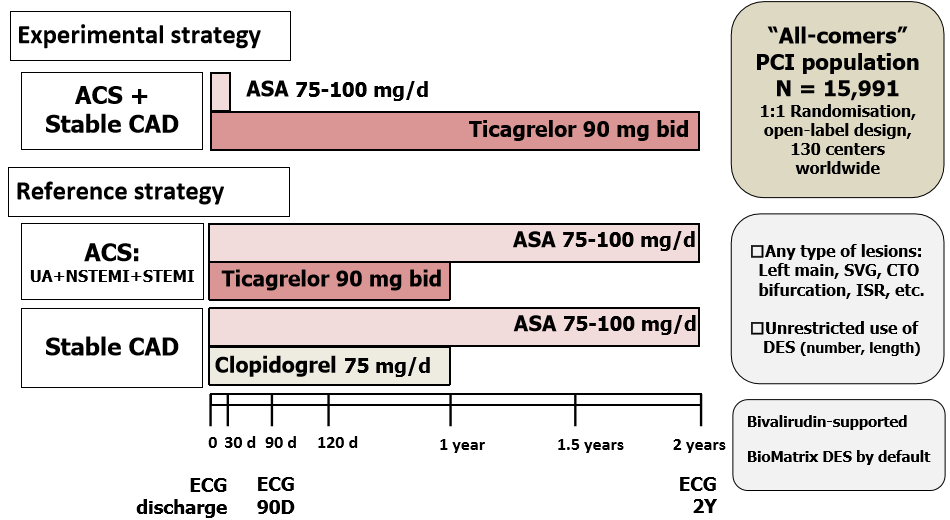 Experimental strategy
ACS +
Stable CAD
ASA 75-100 mg/d
Ticagrelor 90 mg bid
Reference strategy
ACS:
UA+NSTEMI+STEMI
ASA 75-100 mg/d
Ticagrelor 90 mg bid
Stable CAD
ASA 75-100 mg/d
Clopidogrel 75 mg/d
0 30 d 90 d 120 d 1 year 1.5 years 2 years
ECG
discharge
ECG
90D
ECG
2Y
“All-comers”
PCI population
N = 15,991
1:1 Randomisation,
open-label design,
130 centers
worldwide
☐Any type of lesions:
Left main, SVG, CTO
bifurcation, ISR, etc.
☐Unrestricted use of
DES (number, length)
Bivalirudin-supported
BioMatrix DES by default